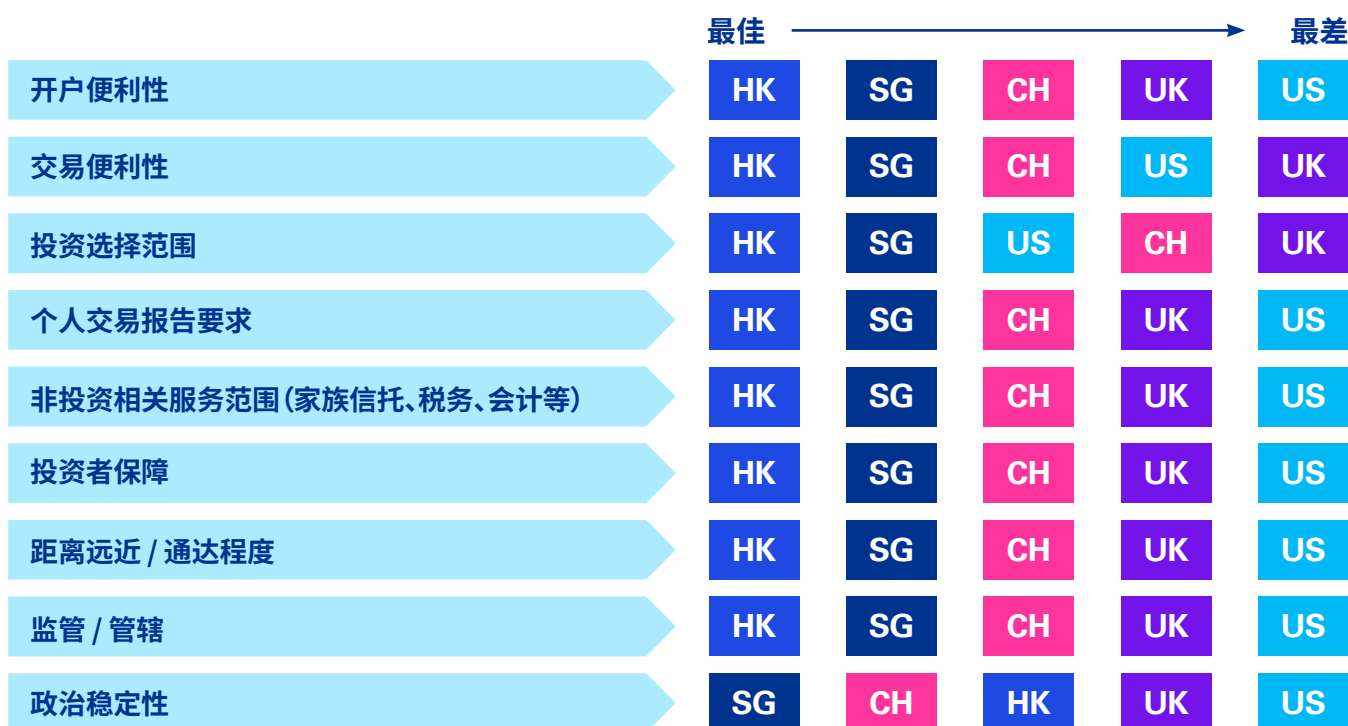 最佳 最差
开户便利性 HK SG CH UK US
交易便利性 HK SG CH US UK
投资选择范围 HK SG US CH UK
个人交易报告要求 HK SG CH UK US
非投资相关服务范围(家族信托、税务、会计等) HK SG CH UK US
投资者保障 HK SG CH UK US
距离远近 / 通达程度 HK SG CH UK US
监管 / 管辖 HK SG CH UK US
政治稳定性 SG CH HK UK US